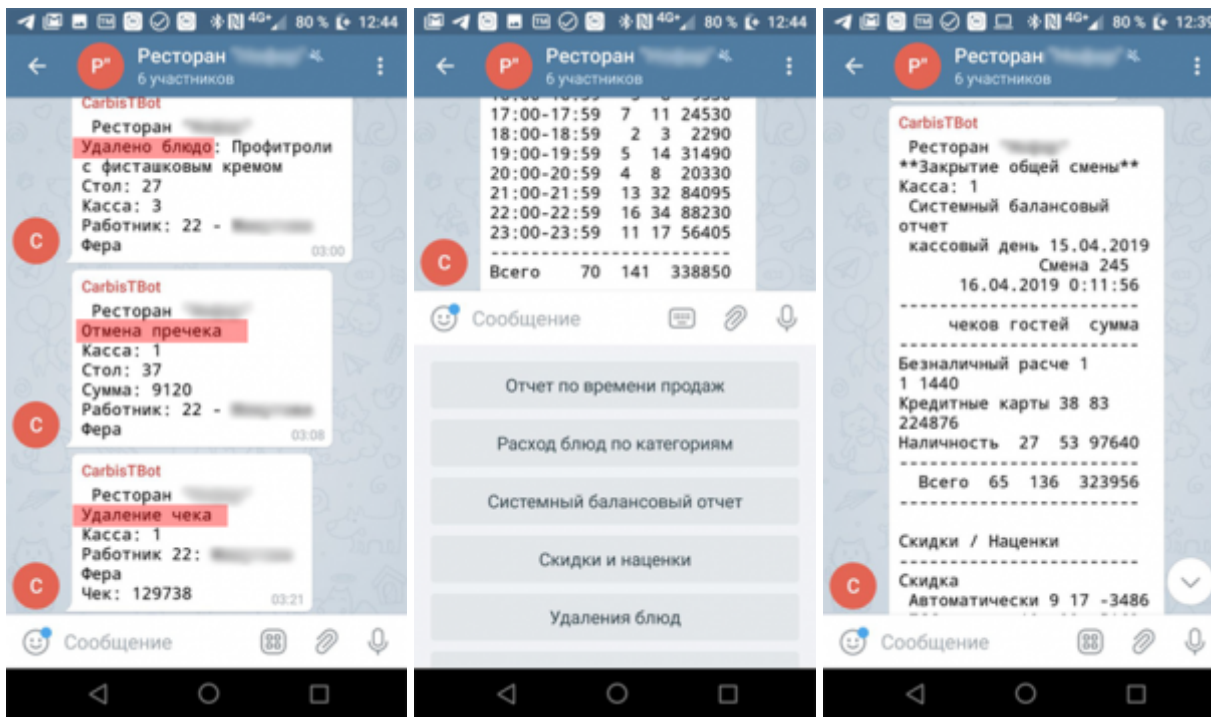 80 % 12:44
Р"
Ресторан
6 участников
CarbisTBot
Ресторан
Удалено блюдо: Профитроли
с фисташковым кремом
Стол: 27
Касса: 3
Работник: 22 -
Фера
03:00
C
CarbisTBot
Ресторан
Отмена пречека
Касса: 1
Стол: 37
Сумма: 9120
Работник: 22 -
Фера
03:08
C
CarbisTBot
Ресторан
Удаление чека
Касса: 1
Работник 22:
Фера
Чек: 129738
03:21
C
Сообщение
4G+ 80 % 12:44
Р"
Ресторан
6 участников
17:00-17:59 7 11 24530
18:00-18:59 2 3 2290
19:00-19:59 5 14 31490
20:00-20:59 4 8 20330
21:00-21:59 13 32 84095
22:00-22:59 16 34 88230
23:00-23:59 11 17 56405
------------------------
Всего 70 141 338850
C
Сообщение
Отчет по времени продаж
Расход блюд по категориям
Системный балансовый отчет
Скидки и наценки
Удаления блюд
4G+ 80 % 12:39
Р"
Ресторан
6 участников
CarbisTBot
Ресторан
**Закрытие общей смены**
Касса: 1
Системный балансовый
отчет
кассовый день 15.04.2019
Смена 245
16.04.2019 0:11:56
------------------------
чеков гостей сумма
------------------------
Безналичный расче 1
1 1440
Кредитные карты 38 83
224876
Наличность 27 53 97640
------------------------
Всего 65 136 323956
------------------------
Скидки / Наценки
------------------------
Скидка
Автоматически 9 17 -3486
C
Сообщение